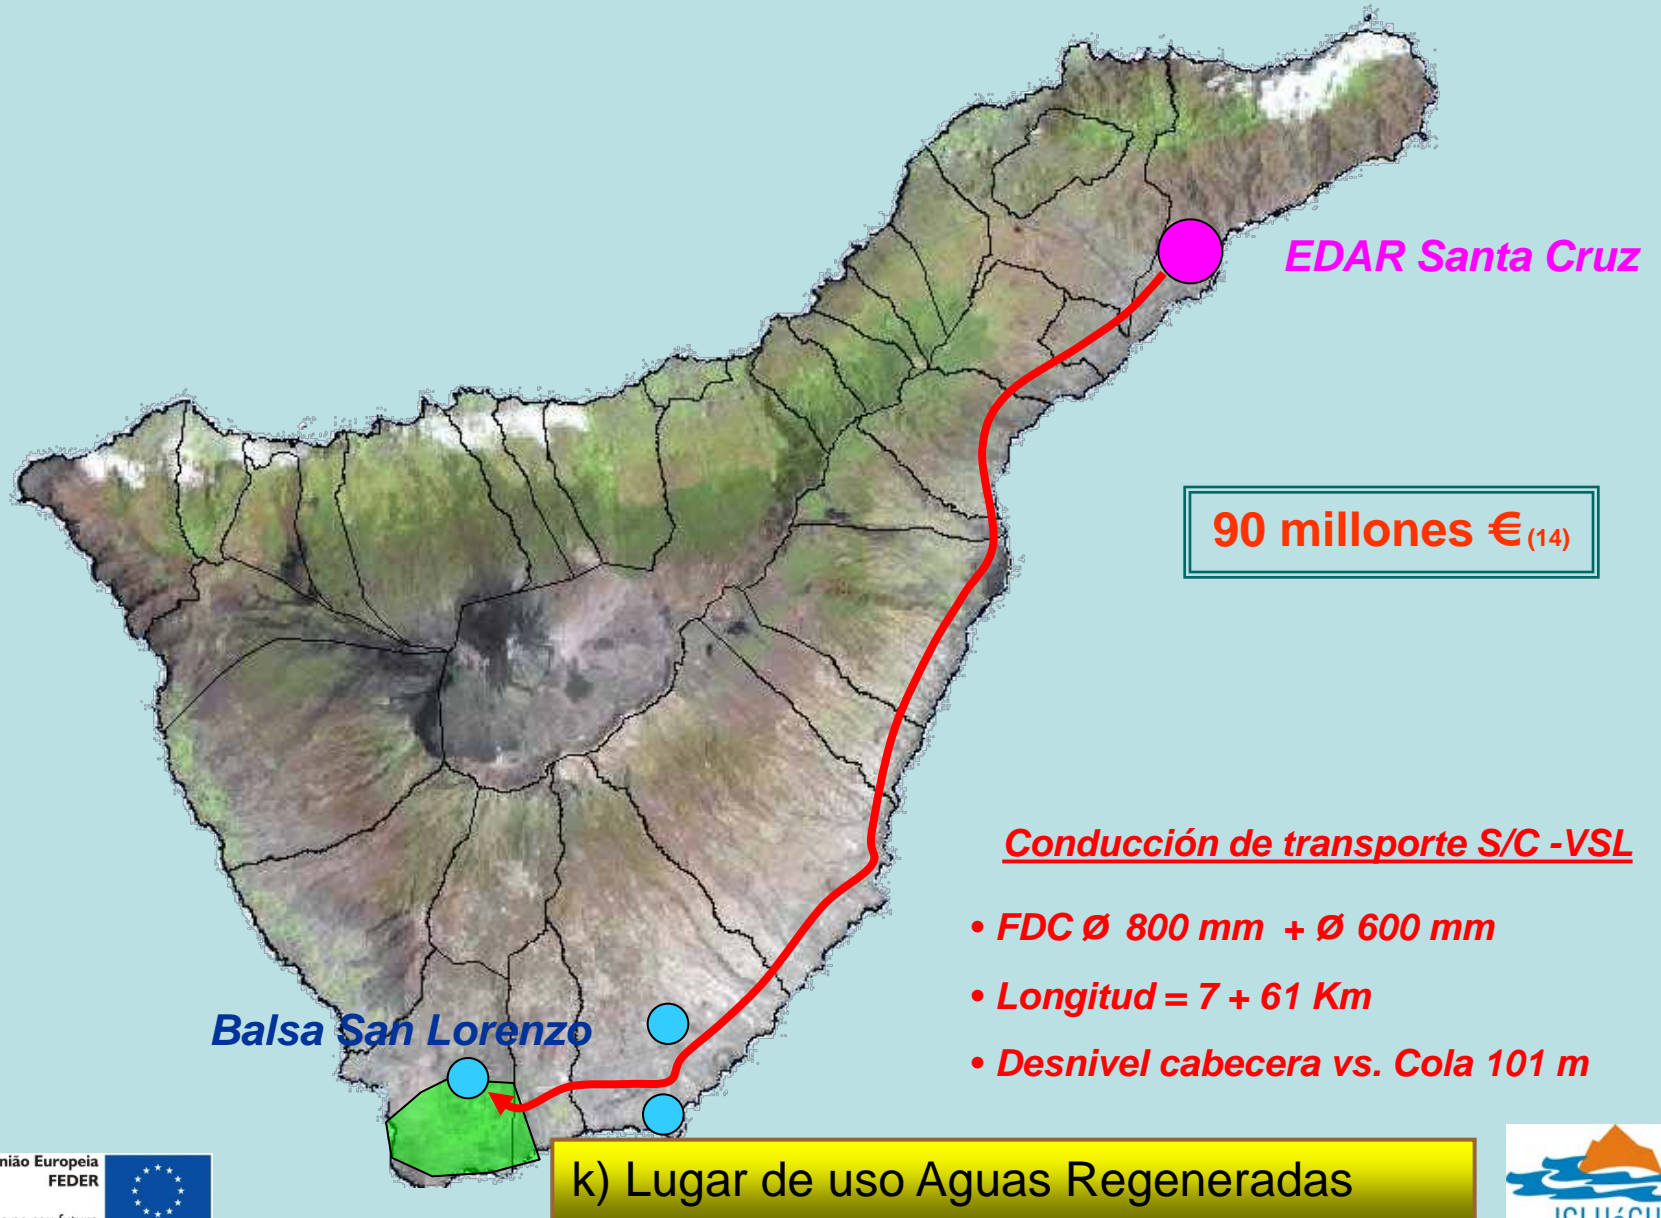 EDAR Santa Cruz
90 millones € (14)
Conducción de transporte S/C -VSL
• FDC Ø 800 mm + Ø 600 mm
• Longitud = 7 + 61 Km
• Desnivel cabecera vs. Cola 101 m
Balsa San Lorenzo
k) Lugar de uso Aguas Regeneradas
Europeia
FEDER